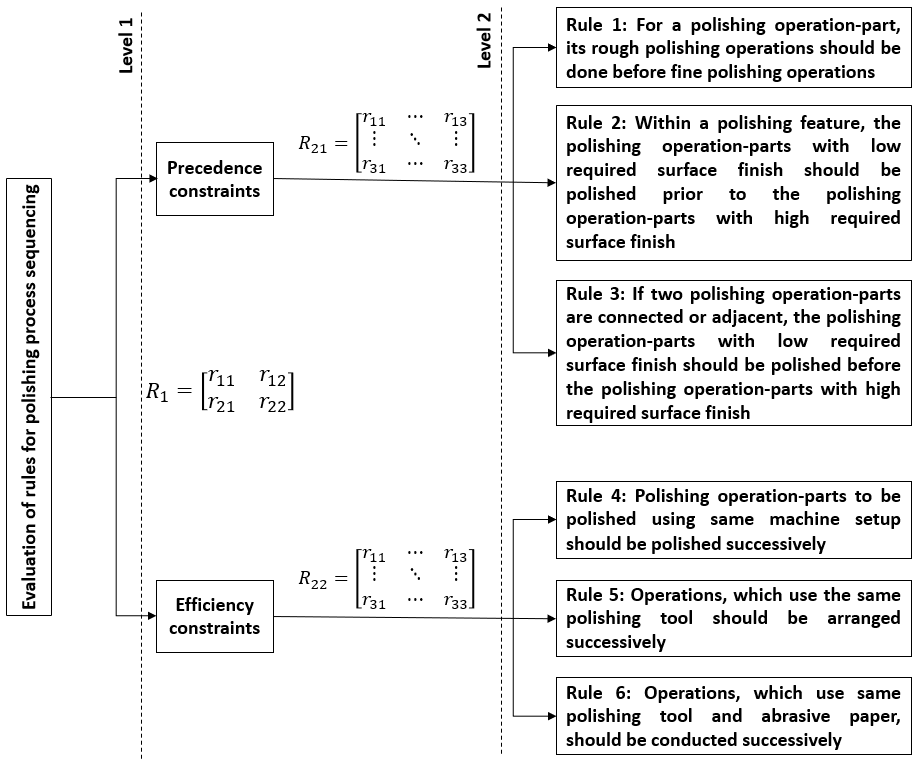 Evaluation of rules for polishing process sequencing
Level 1
Level 2
Precedence
constraints
R₂₁ = [r₁₁ ⋯ r₁₃
⋮ ⋱ ⋮
r₃₁ ⋯ r₃₃]
Rule 1: For a polishing operation-part,
its rough polishing operations should be
done before fine polishing operations
Rule 2: Within a polishing feature, the
polishing operation-parts with low
required surface finish should be
polished prior to the polishing
operation-parts with high required
surface finish
Rule 3: If two polishing operation-parts
are connected or adjacent, the polishing
operation-parts with low required
surface finish should be polished before
the polishing operation-parts with high
required surface finish
R₁ = [r₁₁ r₁₂
r₂₁ r₂₂]
Efficiency
constraints
R₂₂ = [r₁₁ ⋯ r₁₃
⋮ ⋱ ⋮
r₃₁ ⋯ r₃₃]
Rule 4: Polishing operation-parts to be
polished using same machine setup
should be polished successively
Rule 5: Operations, which use the same
polishing tool should be arranged
successively
Rule 6: Operations, which use same
polishing tool and abrasive paper,
should be conducted successively